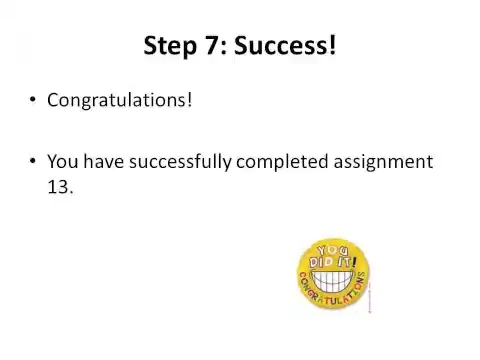 Step 7: Success!
• Congratulations!
• You have successfully completed assignment
13.
YOU
DID IT!
CONGRATULATIONS